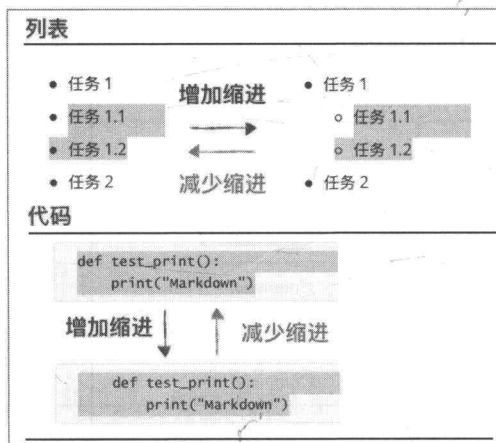 列表
• 任务 1
• 任务 1.1
• 任务 1.2
• 任务 2
增加缩进
减少缩进
• 任务 1
○ 任务 1.1
○ 任务 1.2
• 任务 2
代码
def test_print():
    print("Markdown")
增加缩进
减少缩进
    def test_print():
        print("Markdown")